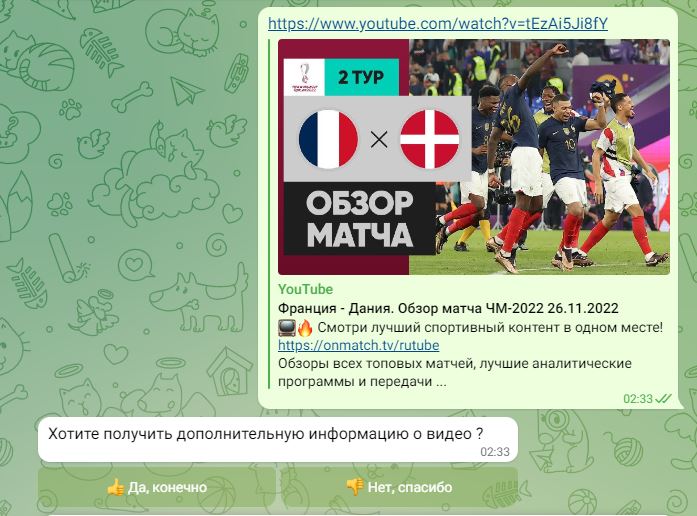 https://www.youtube.com/watch?v=tEzAi5Ji8fY
2 ТУР
ОБЗОР
МАТЧА
10
YouTube
Франция - Дания. Обзор матча ЧМ-2022 26.11.2022
📺🔥 Смотри лучший спортивный контент в одном месте!
https://onmatch.tv/rutube
Обзоры всех топовых матчей, лучшие аналитические
программы и передачи ...
02:33
Хотите получить дополнительную информацию о видео ?
02:33
👍 Да, конечно
👎 Нет, спасибо